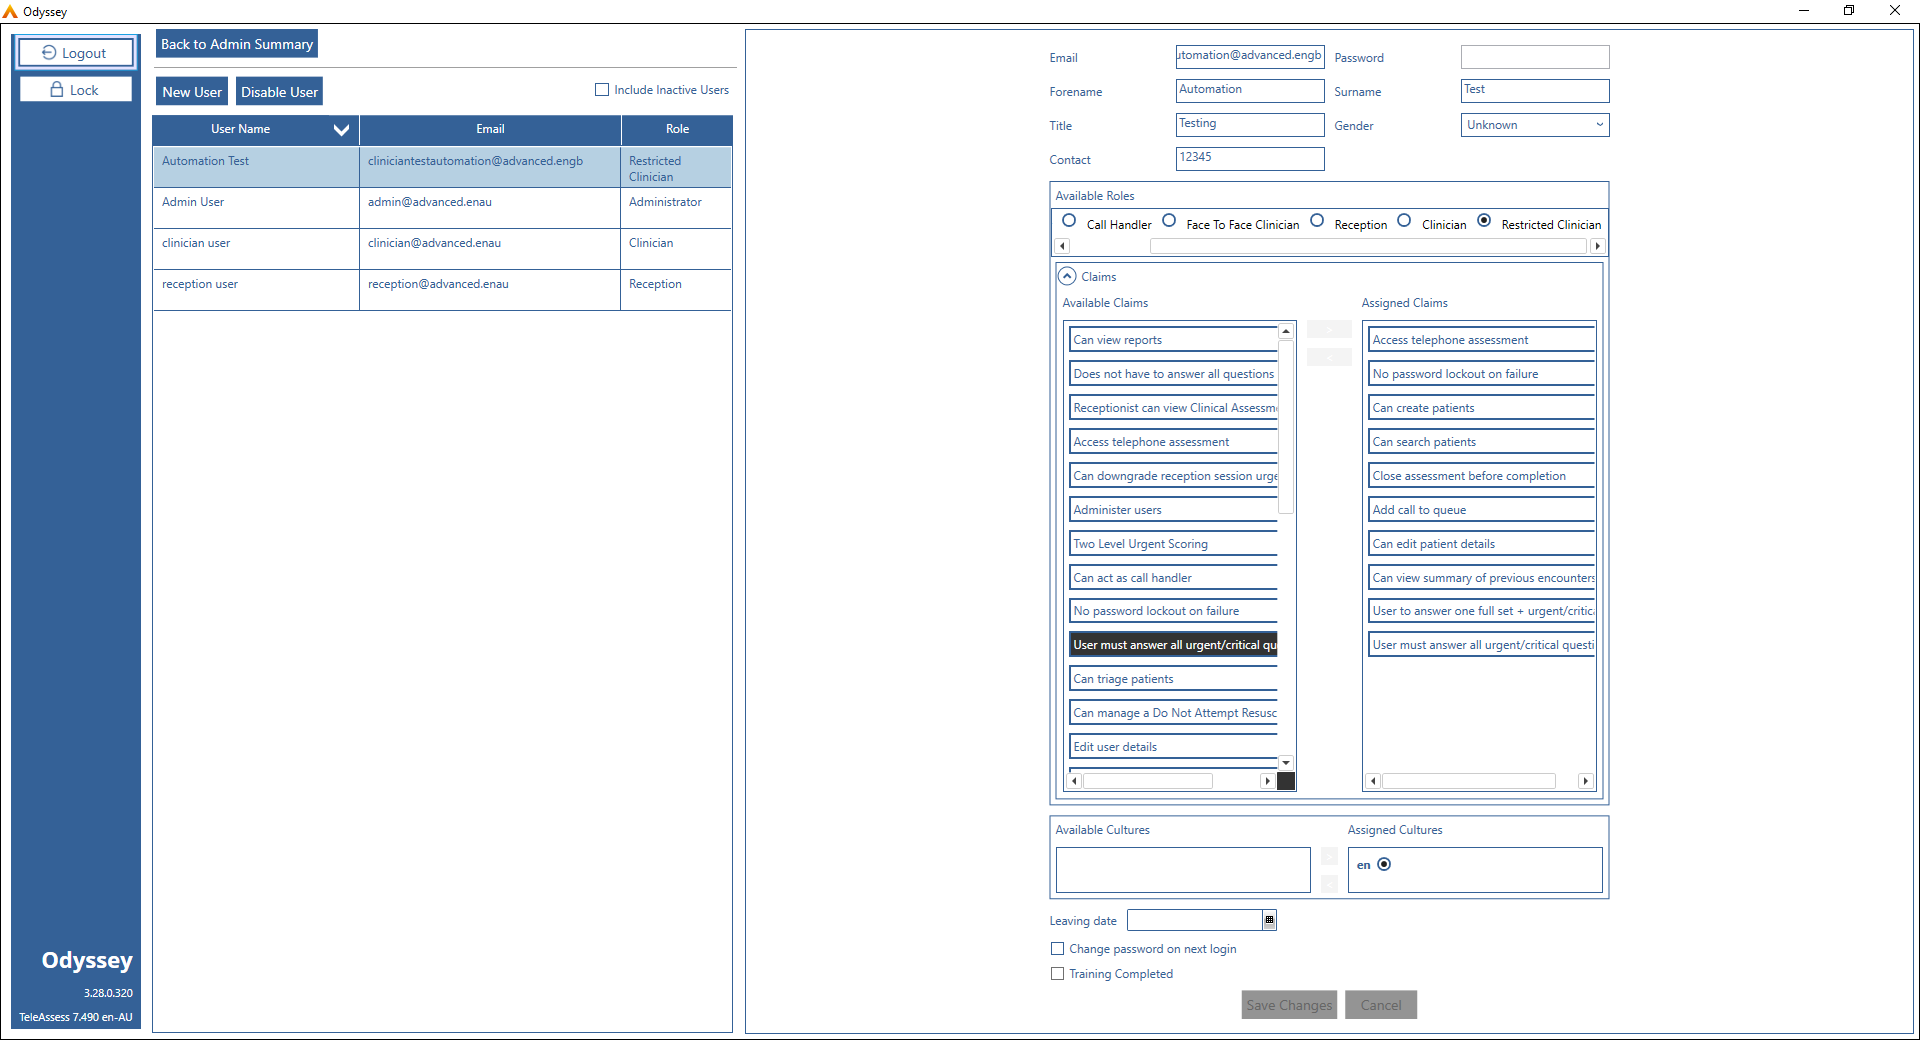 Odyssey
Logout
Lock
Back to Admin Summary
New User
Disable User
Include Inactive Users
User Name
Email
Role
Automation Test
cliniciantestautomation@advanced.engb
Restricted
Clinician
Admin User
admin@advanced.enau
Administrator
clinician user
clinician@advanced.enau
Clinician
reception user
reception@advanced.enau
Reception
Odyssey
3.28.0.320
TeleAssess 7.490 en-AU
Email
utomation@advanced.engb
Password
Forename
Automation
Surname
Test
Title
Testing
Gender
Unknown
Contact
12345
Available Roles
Call Handler
Face To Face Clinician
Reception
Clinician
Restricted Clinician
Claims
Available Claims
Can view reports
Does not have to answer all questions
Receptionist can view Clinical Assessm
Access telephone assessment
Can downgrade reception session urge
Administer users
Two Level Urgent Scoring
Can act as call handler
No password lockout on failure
User must answer all urgent/critical qu
Can triage patients
Can manage a Do Not Attempt Resusc
Edit user details
Assigned Claims
Access telephone assessment
No password lockout on failure
Can create patients
Can search patients
Close assessment before completion
Add call to queue
Can edit patient details
Can view summary of previous encounters
User to answer one full set + urgent/critic
User must answer all urgent/critical questi
Available Cultures
Assigned Cultures
en
Leaving date
Change password on next login
Training Completed
Save Changes
Cancel